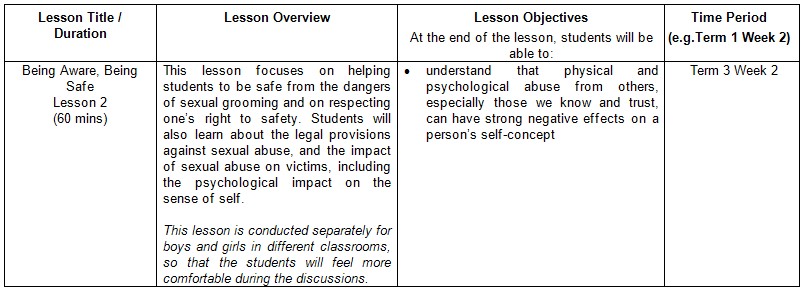 Lesson Title /
Duration
Lesson Overview
Lesson Objectives
At the end of the lesson, students will be
able to:
Time Period
(e.g.Term 1 Week 2)
Being Aware, Being
Safe
Lesson 2
(60 mins)
This lesson focuses on helping
students to be safe from the dangers
of sexual grooming and on respecting
one's right to safety. Students will
also learn about the legal provisions
against sexual abuse, and the impact
of sexual abuse on victims, including
the psychological impact on the
sense of self.
This lesson is conducted separately for
boys and girls in different classrooms,
so that the students will feel more
comfortable during the discussions.
• understand that physical and
psychological abuse from others,
especially those we know and trust,
can have strong negative effects on a
person's self-concept
Term 3 Week 2